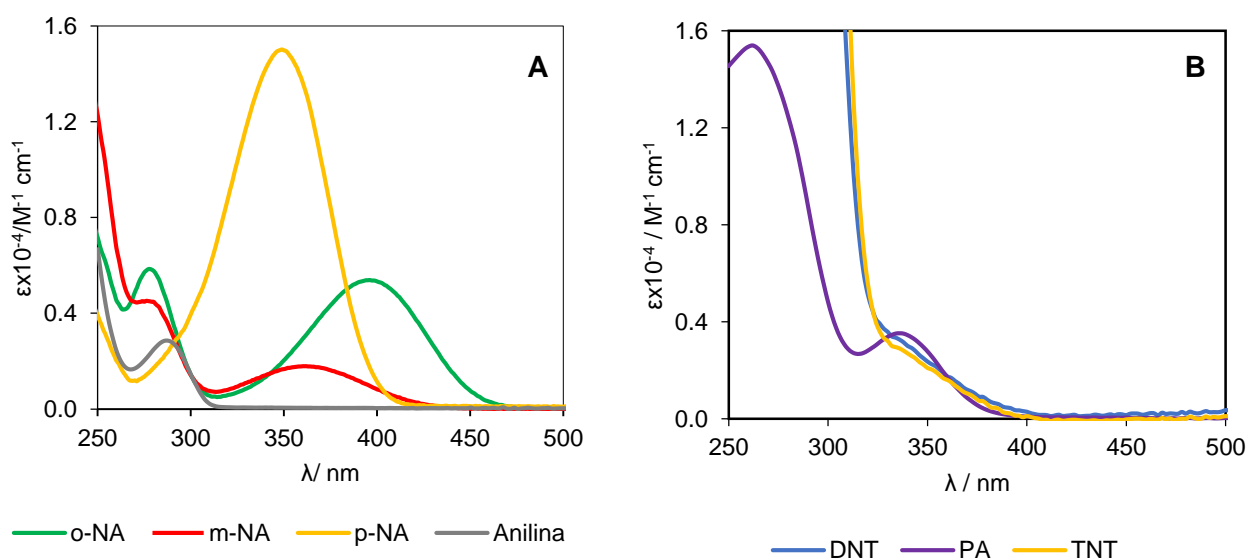 A
εx10⁻⁴/M⁻¹ cm⁻¹
1.6
1.2
0.8
0.4
0.0
250 300 350 400 450 500
λ/ nm
o-NA m-NA p-NA Anilina
B
εx10⁻⁴ / M⁻¹ cm⁻¹
1.6
1.2
0.8
0.4
0.0
250 300 350 400 450 500
λ / nm
DNT PA TNT